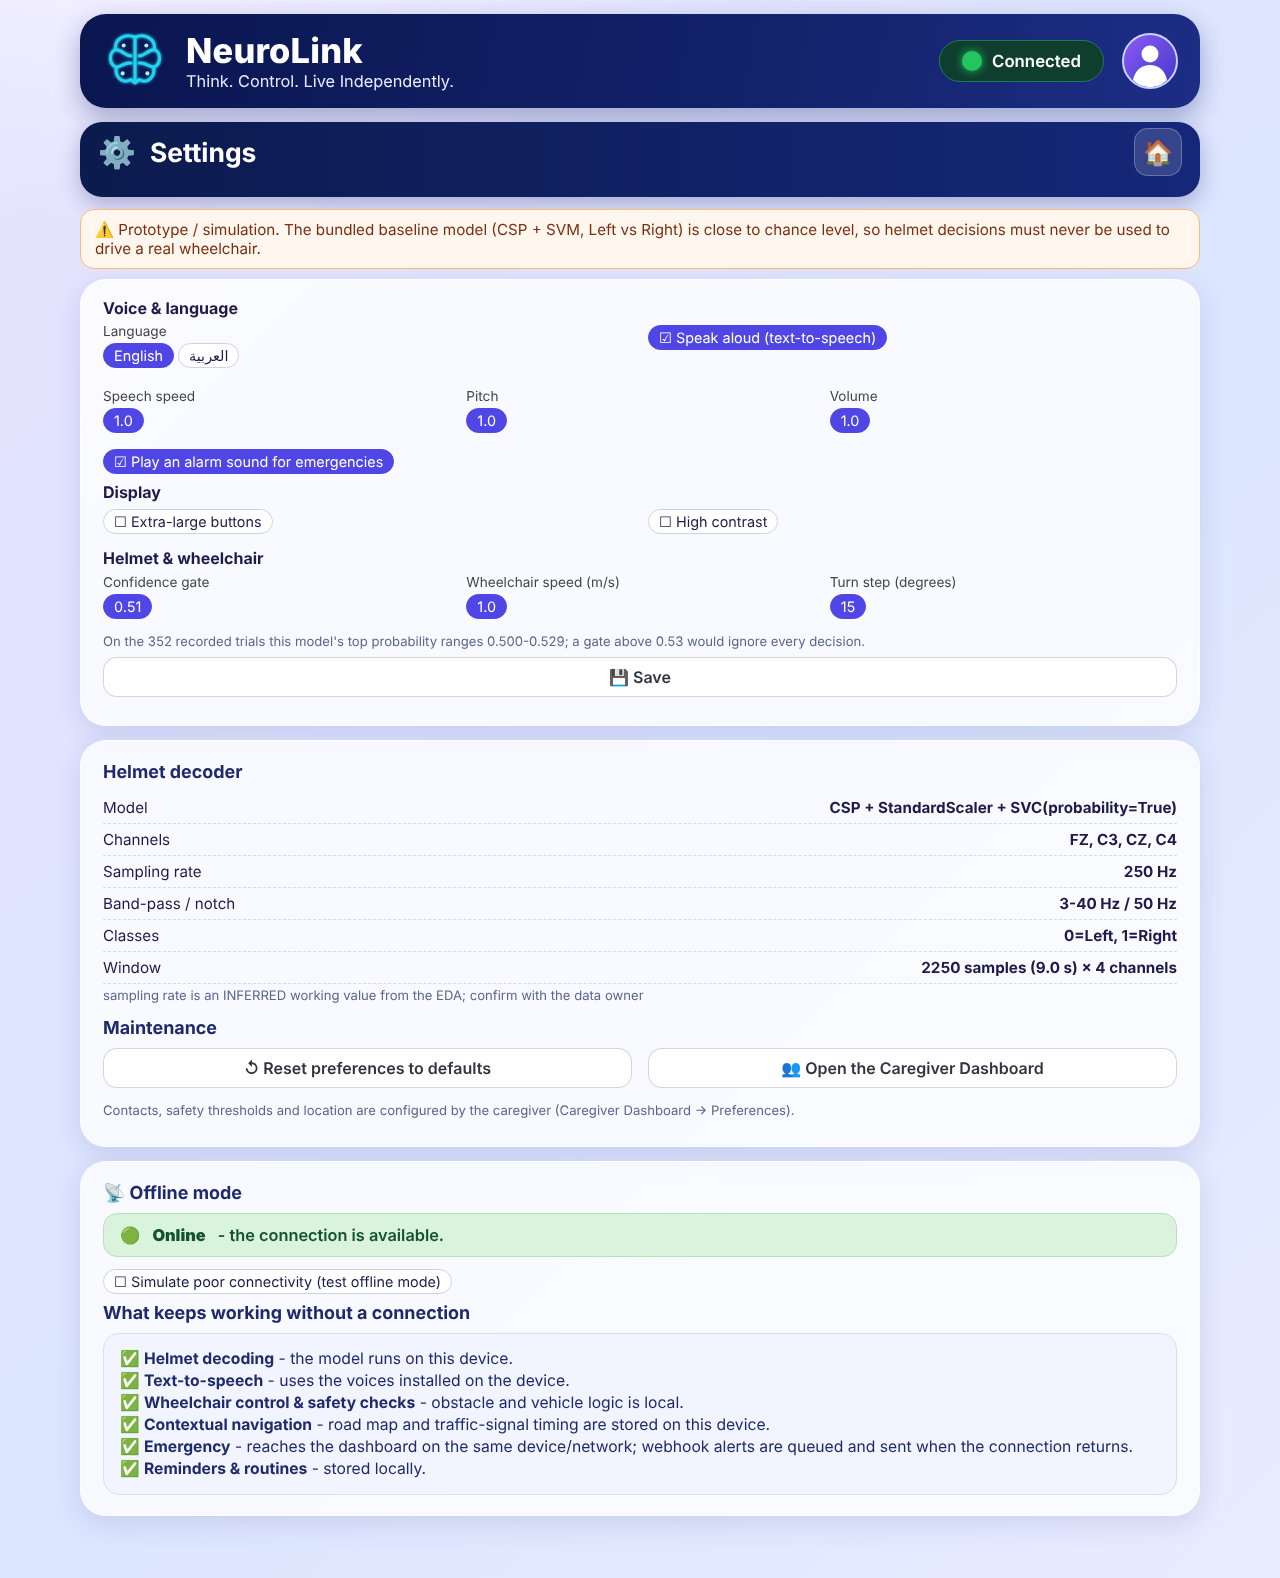 NeuroLink
Think. Control. Live Independently.
Connected
Settings
⚠️ Prototype / simulation. The bundled baseline model (CSP + SVM, Left vs Right) is close to chance level, so helmet decisions must never be used to
drive a real wheelchair.
Voice & language
Language
English العربية
☑ Speak aloud (text-to-speech)
Speech speed Pitch Volume
1.0 1.0 1.0
☑ Play an alarm sound for emergencies
Display
☐ Extra-large buttons ☐ High contrast
Helmet & wheelchair
Confidence gate Wheelchair speed (m/s) Turn step (degrees)
0.51 1.0 15
On the 352 recorded trials this model's top probability ranges 0.500-0.529; a gate above 0.53 would ignore every decision.
💾 Save
Helmet decoder
Model CSP + StandardScaler + SVC(probability=True)
Channels FZ, C3, CZ, C4
Sampling rate 250 Hz
Band-pass / notch 3-40 Hz / 50 Hz
Classes 0=Left, 1=Right
Window 2250 samples (9.0 s) × 4 channels
sampling rate is an INFERRED working value from the EDA; confirm with the data owner
Maintenance
↺ Reset preferences to defaults 👥 Open the Caregiver Dashboard
Contacts, safety thresholds and location are configured by the caregiver (Caregiver Dashboard → Preferences).
📡 Offline mode
🟢 Online - the connection is available.
☐ Simulate poor connectivity (test offline mode)
What keeps working without a connection
✅ Helmet decoding - the model runs on this device.
✅ Text-to-speech - uses the voices installed on the device.
✅ Wheelchair control & safety checks - obstacle and vehicle logic is local.
✅ Contextual navigation - road map and traffic-signal timing are stored on this device.
✅ Emergency - reaches the dashboard on the same device/network; webhook alerts are queued and sent when the connection returns.
✅ Reminders & routines - stored locally.